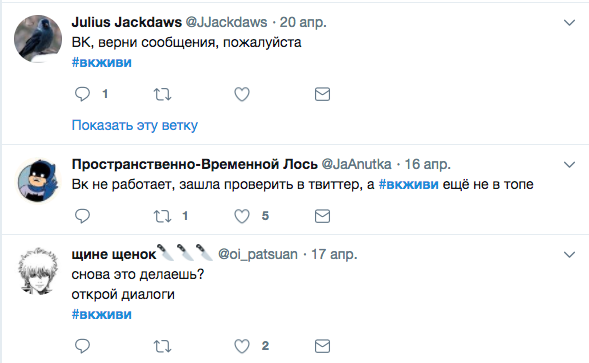 Julius Jackdaws @JJackdaws · 20 апр.
ВК, верни сообщения, пожалуйста
#вкживи
1
Показать эту ветку
Пространственно-Временной Лось @JaAnutka · 16 апр.
Вк не работает, зашла проверить в твиттер, а #вкживи ещё не в топе
1 5
щине щенок🔪🔪🔪 @oi_patsuan · 17 апр.
снова это делаешь?
открой диалоги
#вкживи
2